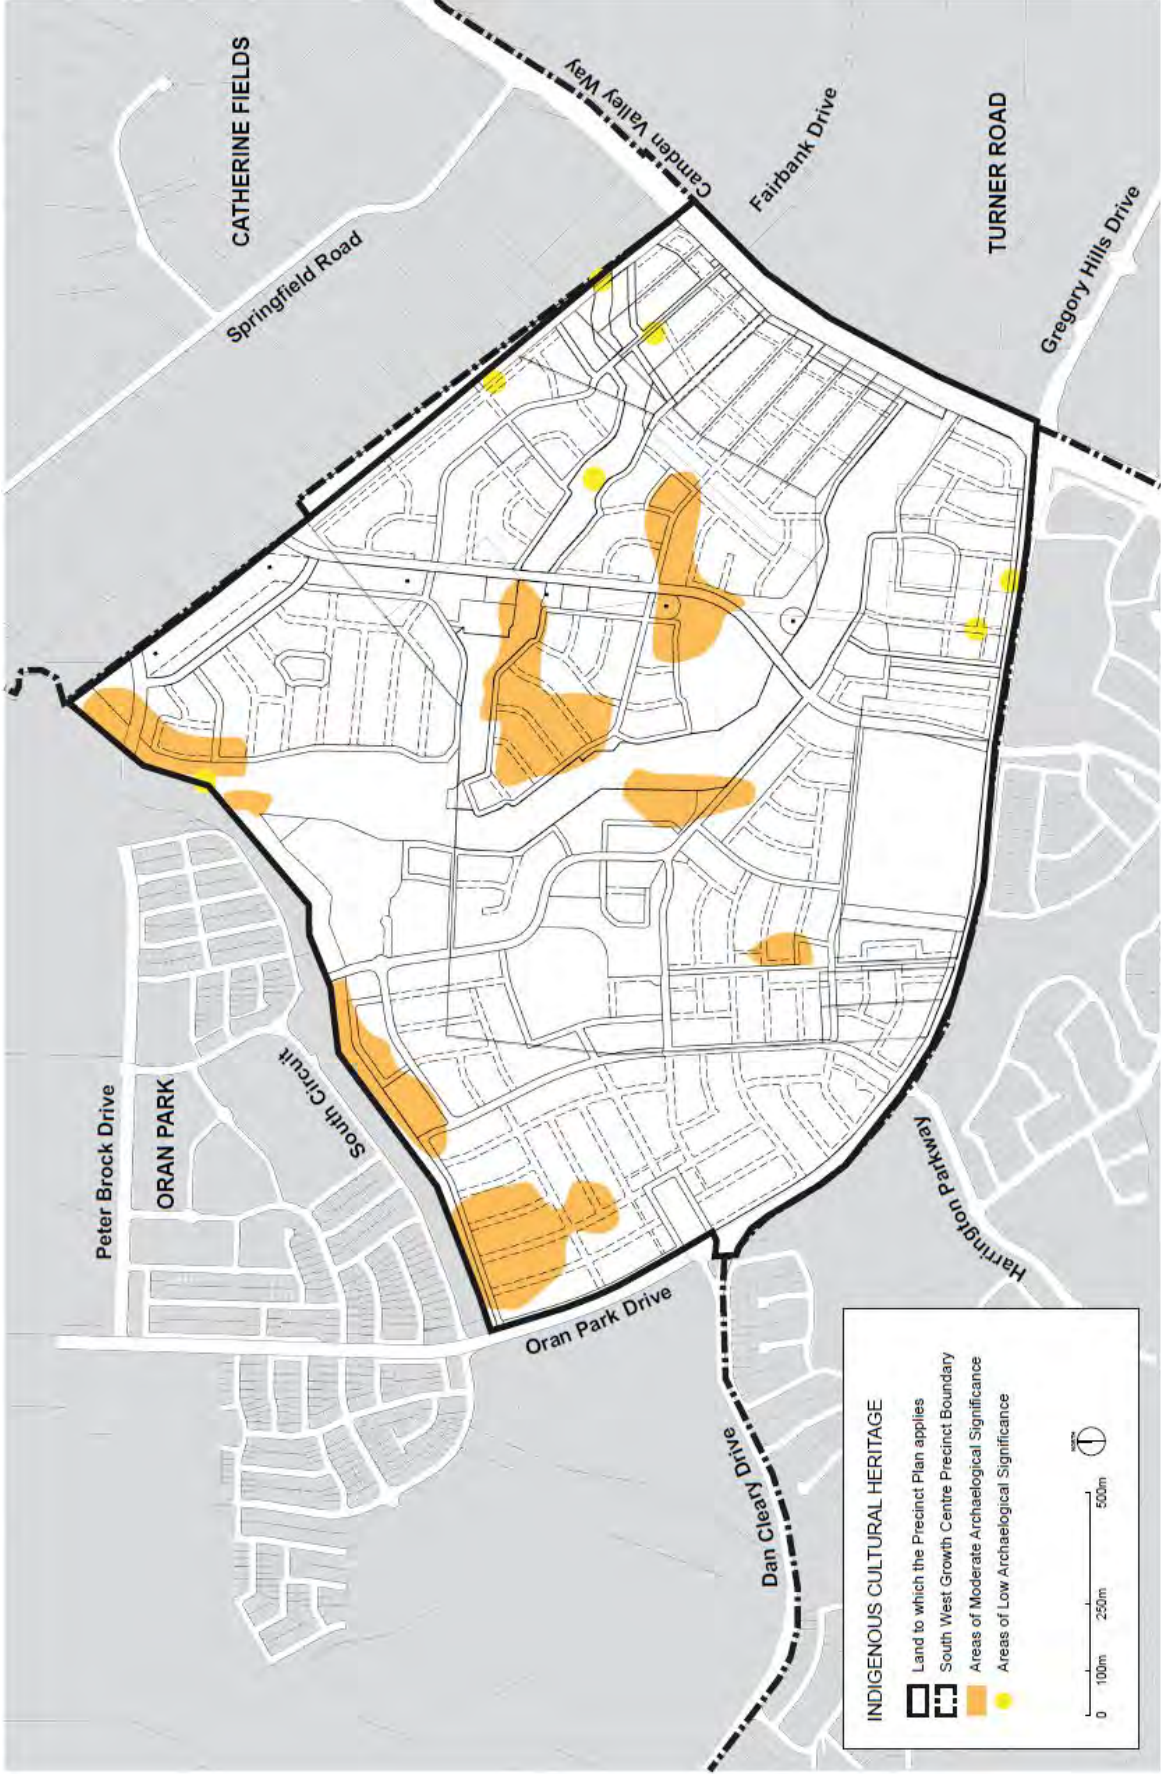 CATHERINE FIELDS
Springfield Road
Camden Valley Way
Fairbank Drive
TURNER ROAD
Gregory Hills Drive
Peter Brock Drive
ORAN PARK
South Circuit
Oran Park Drive
Dan Cleary Drive
Harrington Parkway
INDIGENOUS CULTURAL HERITAGE
Land to which the Precinct Plan applies
South West Growth Centre Precinct Boundary
Areas of Moderate Archaelogical Significance
Areas of Low Archaelogical Significance
0 100m 250m 500m
NORTH